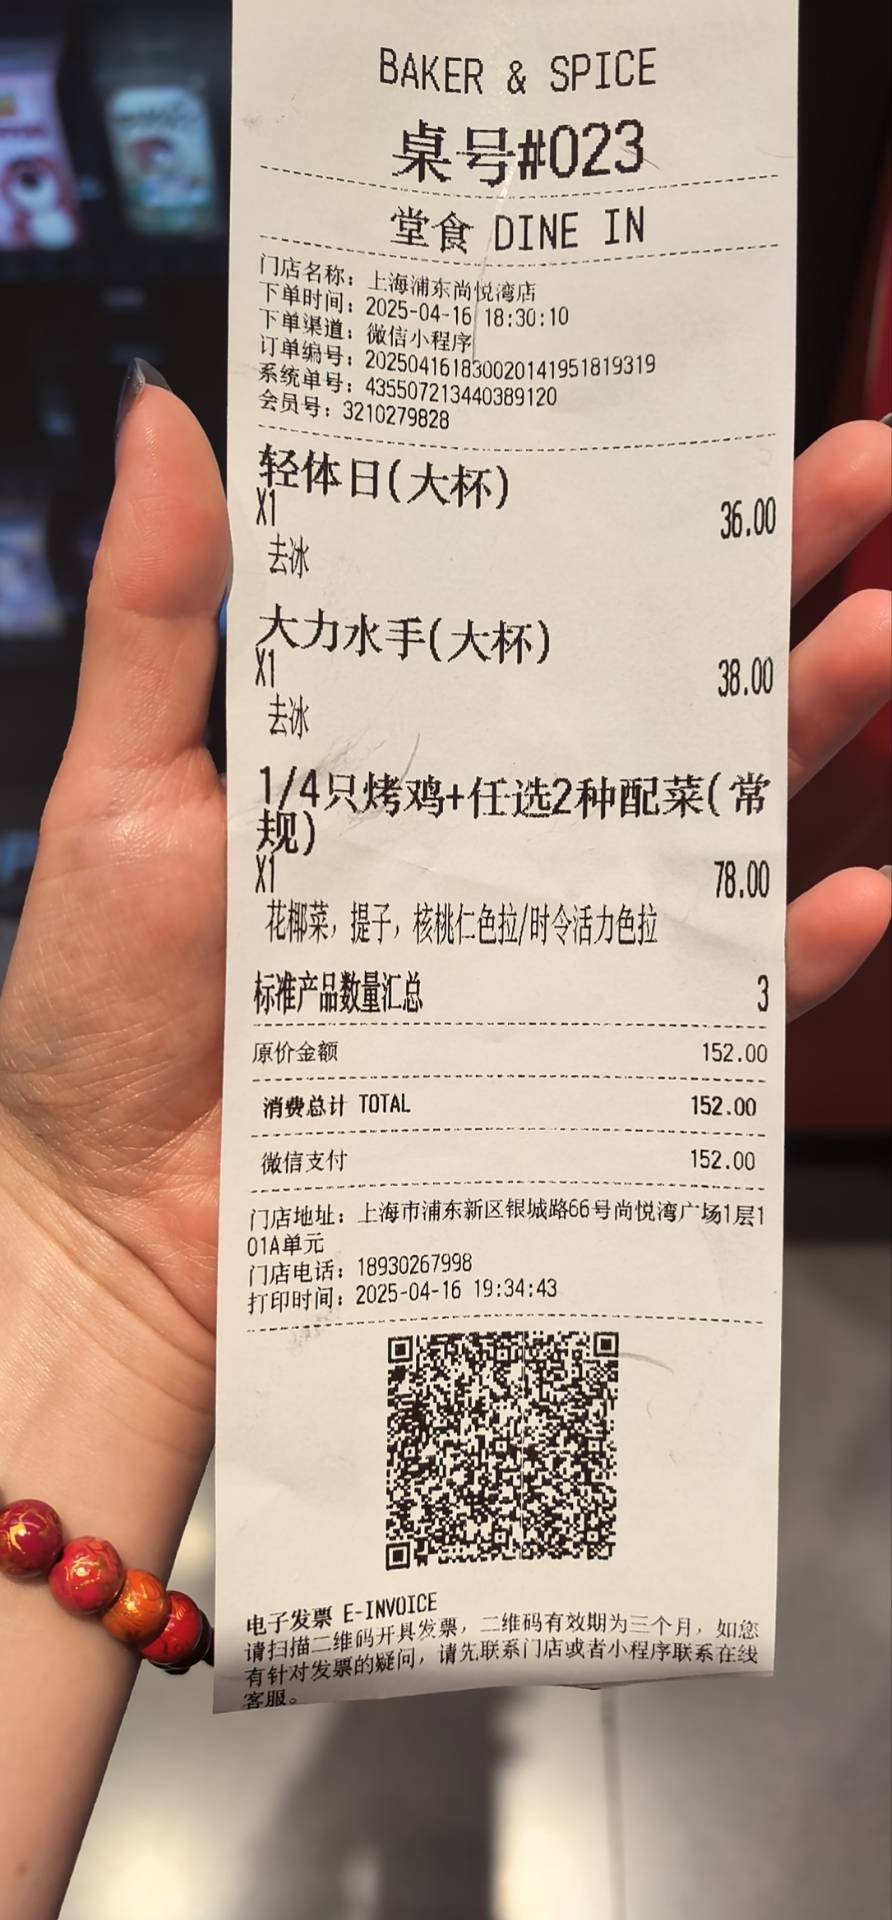 BAKER & SPICE
桌号#023
堂食 DINE IN
门店名称：上海浦东尚悦湾店
下单时间：2025-04-16 18:30:10
下单渠道：微信小程序
订单编号：20250416183002014195181​9319
系统单号：4355072134403​89120
会员号：3210279828
轻体日(大杯)
X1 36.00
去冰
大力水手(大杯)
X1 38.00
去冰
1/4只烤鸡+任选2种配菜(常
规)
X1 78.00
花椰菜，提子，核桃仁色拉/时令活力色拉
标准产品数量汇总 3
原价金额 152.00
消费总计 TOTAL 152.00
微信支付 152.00
门店地址：上海市浦东新区银城路66号尚悦湾广场1层1
01A单元
门店电话：18930267998
打印时间：2025-04-16 19:34:43
电子发票 E-INVOICE
请扫描二维码开具发票，二维码有效期为三个月，如您
有针对发票的疑问，请先联系门店或者小程序联系在线
客服。